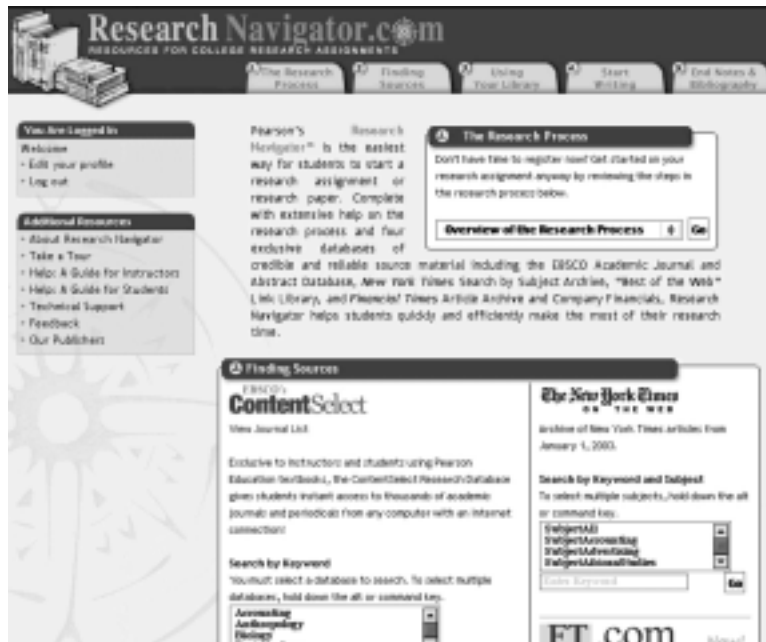 Research Navigator.com
RESOURCES FOR COLLEGE RESEARCH ASSIGNMENTS
The Research Process
Finding Sources
Using Your Library
Start Writing
End Notes & Bibliography
You Are Logged In
Welcome
• Edit your profile
• Log out
Additional Resources
• About Research Navigator
• Take a Tour
• Help: A Guide for Instructors
• Help: A Guide for Students
• Technical Support
• Feedback
• Our Publishers
Pearson's Research
Navigator™ is the easiest
way for students to start a
research assignment or
research paper. Complete
with extensive help on the
research process and four
exclusive databases of
credible and reliable source material including the EBSCO Academic Journal and
Abstract Database, New York Times Search by Subject Archive, "Best of the Web"
Link Library, and Financial Times Article Archive and Company Financials, Research
Navigator helps students quickly and efficiently make the most of their research
time.
The Research Process
Don't have time to register now? Get started on your
research assignment anyway by reviewing the steps in
the research process below.
Overview of the Research Process
Go
Finding Sources
EBSCO's
ContentSelect
View Journal List
Exclusive to instructors and students using Pearson
Education textbooks, the ContentSelect Research Database
gives students instant access to thousands of academic
journals and periodicals from any computer with an Internet
connection!
Search by Keyword
You must select a database to search. To select multiple
databases, hold down the alt or command key.
Accounting
Anthropology
Biology
The New York Times
ON THE WEB
Archive of New York Times articles from
January 1, 2003.
Search by Keyword and Subject
To select multiple subjects, hold down the alt
or command key.
SubjectAll
SubjectAccounting
SubjectAdvertising
Enter Keyword
Go
FT.com